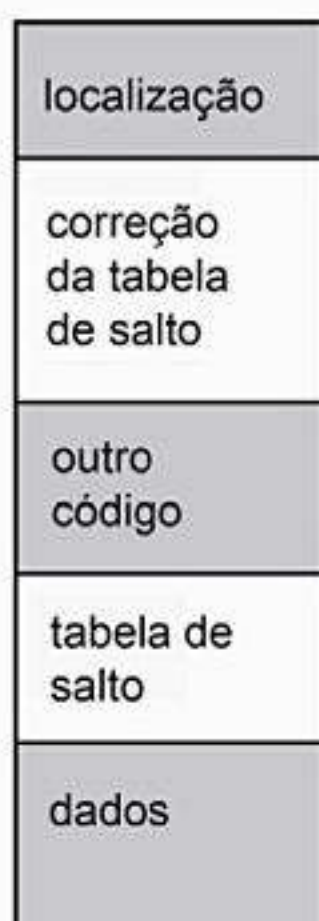 localização
correção
da tabela
de salto
outro
código
tabela de
salto
dados